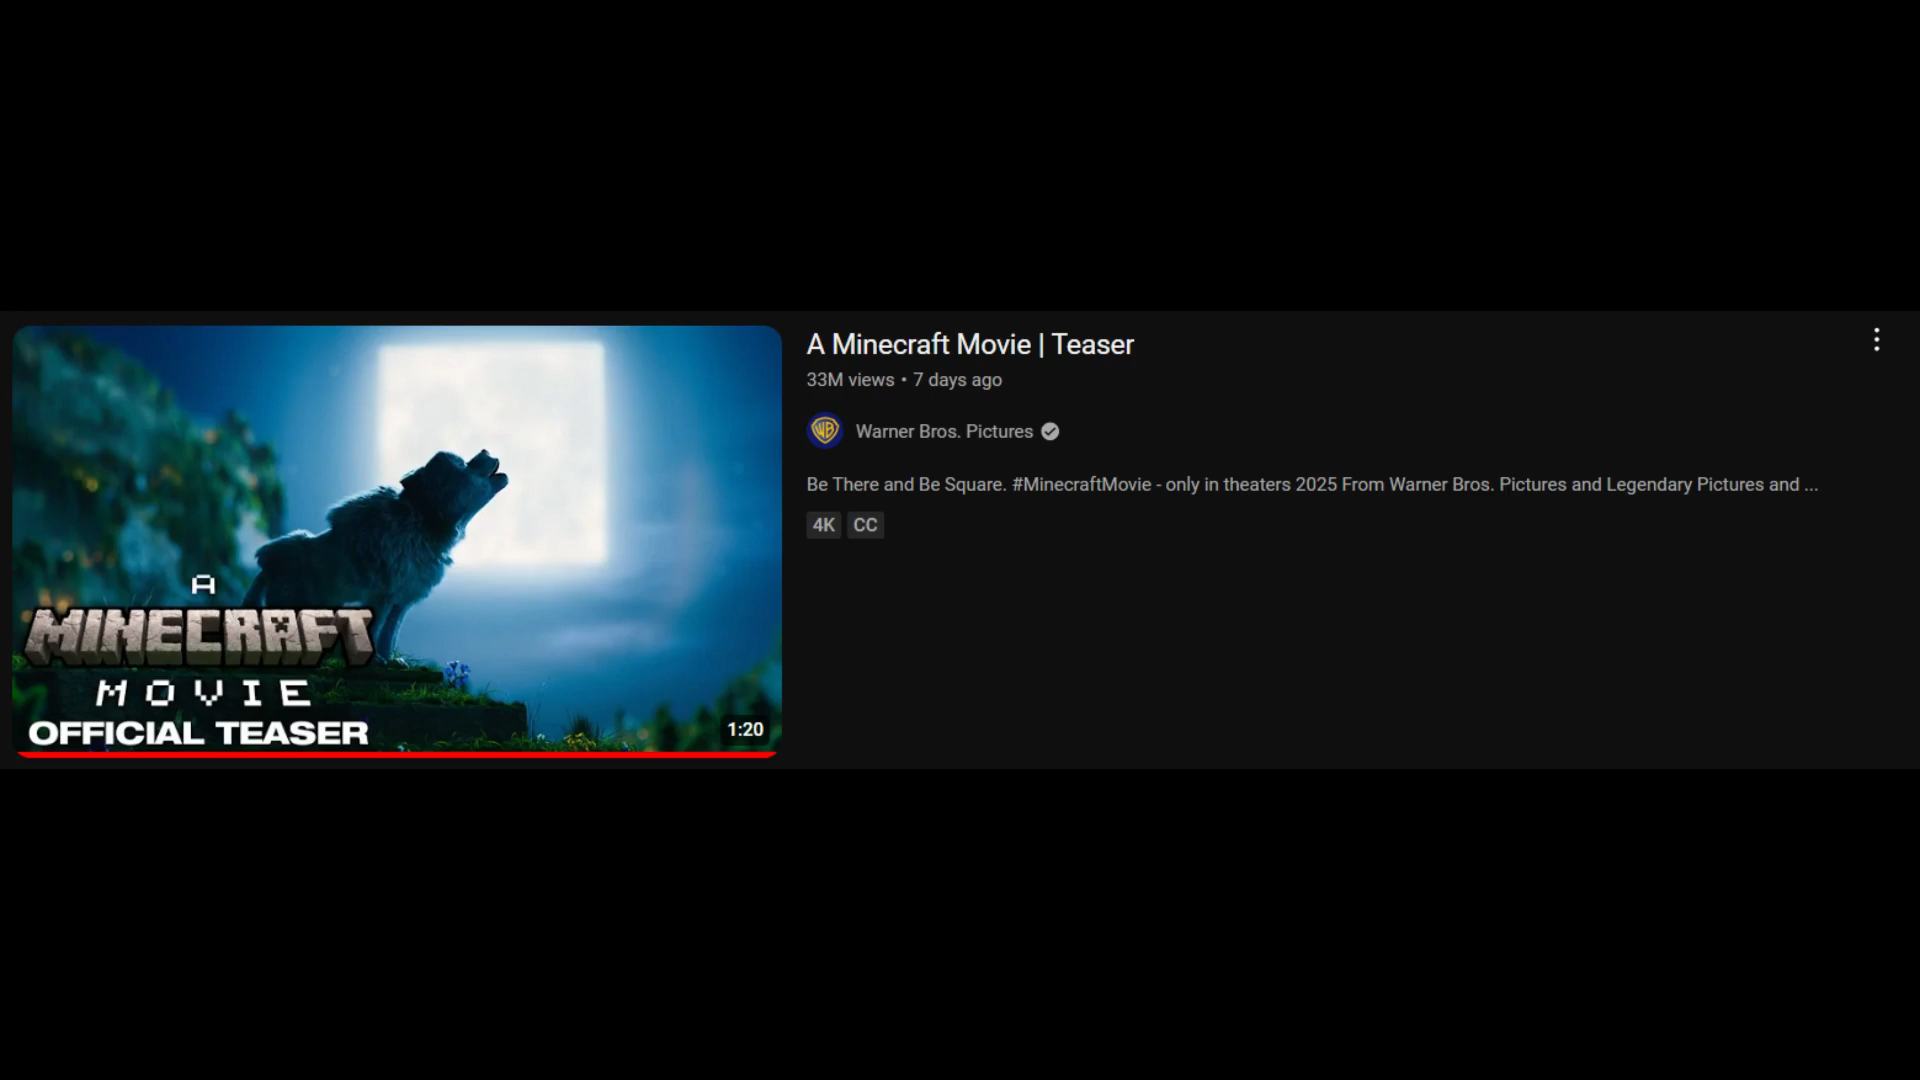 A
MINECRAFT
MOVIE
OFFICIAL TEASER
1:20
A Minecraft Movie | Teaser
33M views • 7 days ago
WB
Warner Bros. Pictures
Be There and Be Square. #MinecraftMovie - only in theaters 2025 From Warner Bros. Pictures and Legendary Pictures and ...
4K CC